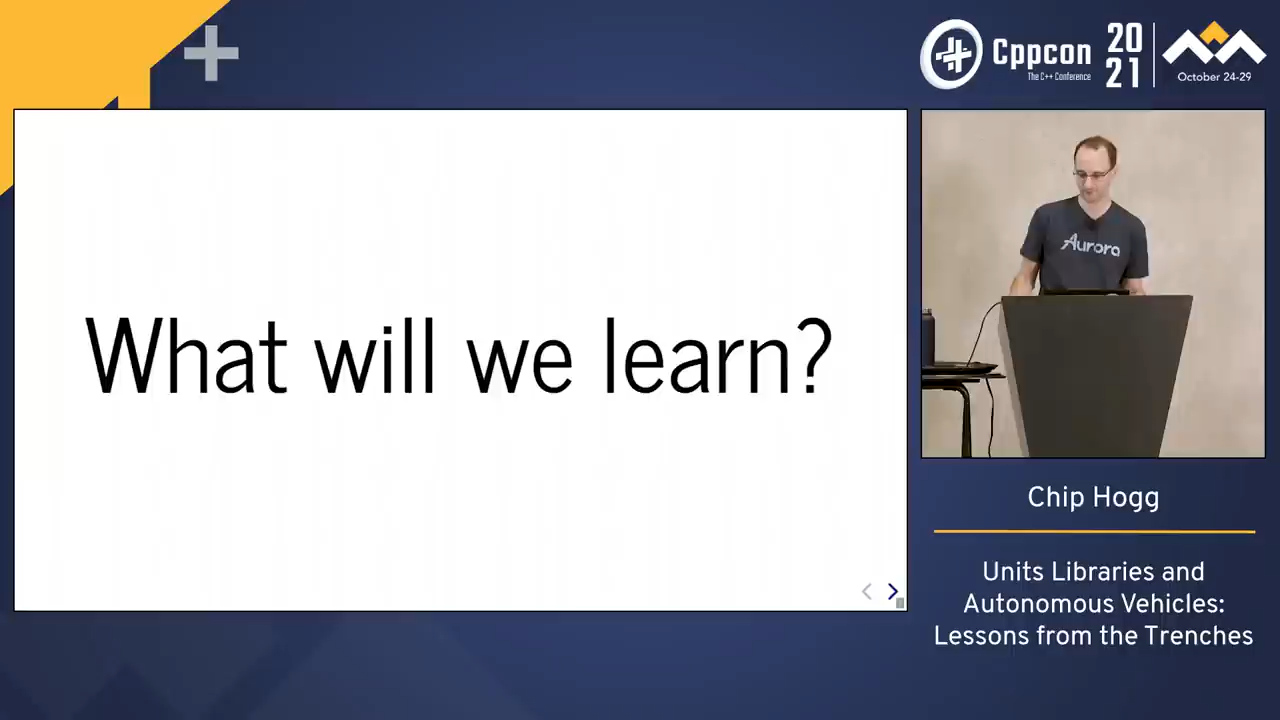 Cppcon
The C++ Conference
20
21
October 24-29
What will we learn?
Aurora
Chip Hogg
Units Libraries and
Autonomous Vehicles:
Lessons from the Trenches